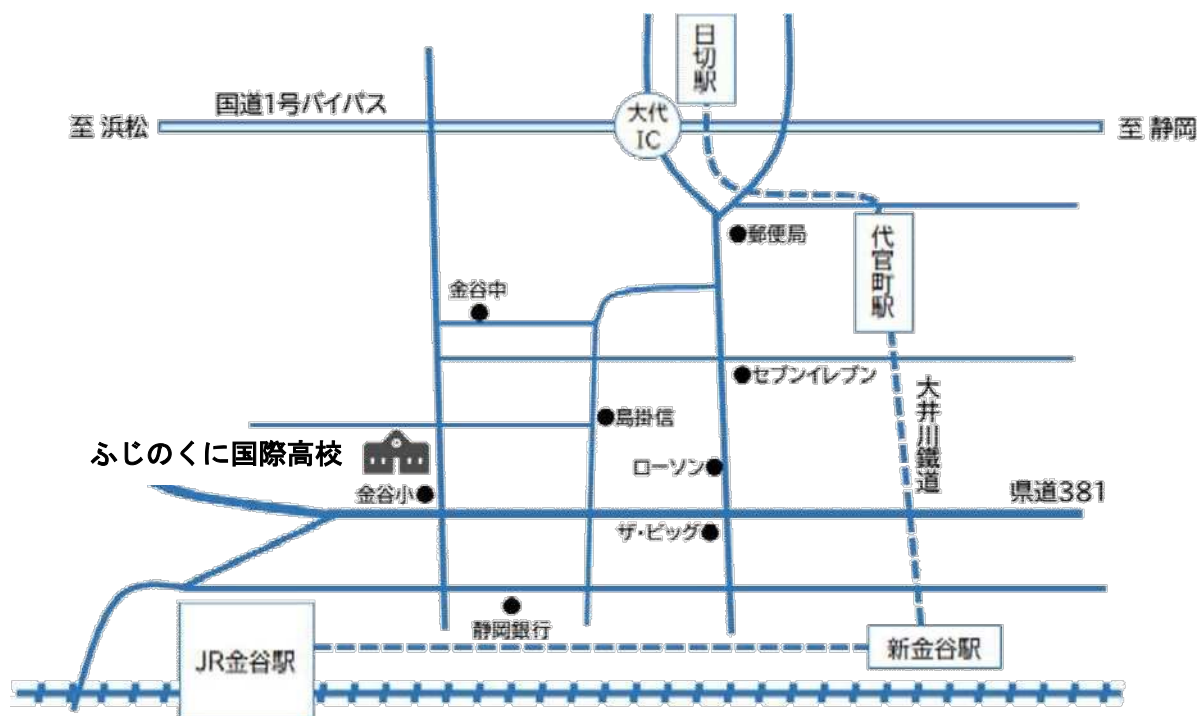 日切駅
国道1号バイパス
至 浜松
大代
IC
至 静岡
郵便局
代官町駅
金谷中
セブンイレブン
大井川鐵道
島掛信
ふじのくに国際高校
ローソン
金谷小
県道381
ザ・ビッグ
静岡銀行
JR金谷駅
新金谷駅